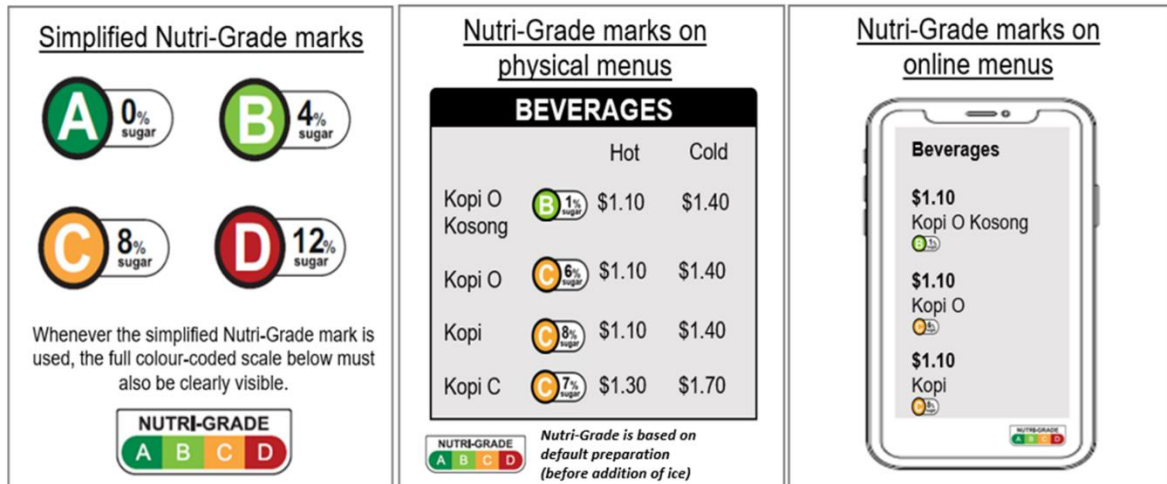 Simplified Nutri-Grade marks
A 0% sugar
B 4% sugar
C 8% sugar
D 12% sugar
Whenever the simplified Nutri-Grade mark is
used, the full colour-coded scale below must
also be clearly visible.
NUTRI-GRADE
A B C D
Nutri-Grade marks on
physical menus
BEVERAGES
Hot Cold
Kopi O
Kosong
B 1% sugar $1.10 $1.40
Kopi O C 6% sugar $1.10 $1.40
Kopi C 8% sugar $1.10 $1.40
Kopi C C 7% sugar $1.30 $1.70
NUTRI-GRADE
A B C D
Nutri-Grade is based on
default preparation
(before addition of ice)
Nutri-Grade marks on
online menus
Beverages
$1.10
Kopi O Kosong
B
$1.10
Kopi O
C
$1.10
Kopi
C
NUTRI-GRADE
A B C D